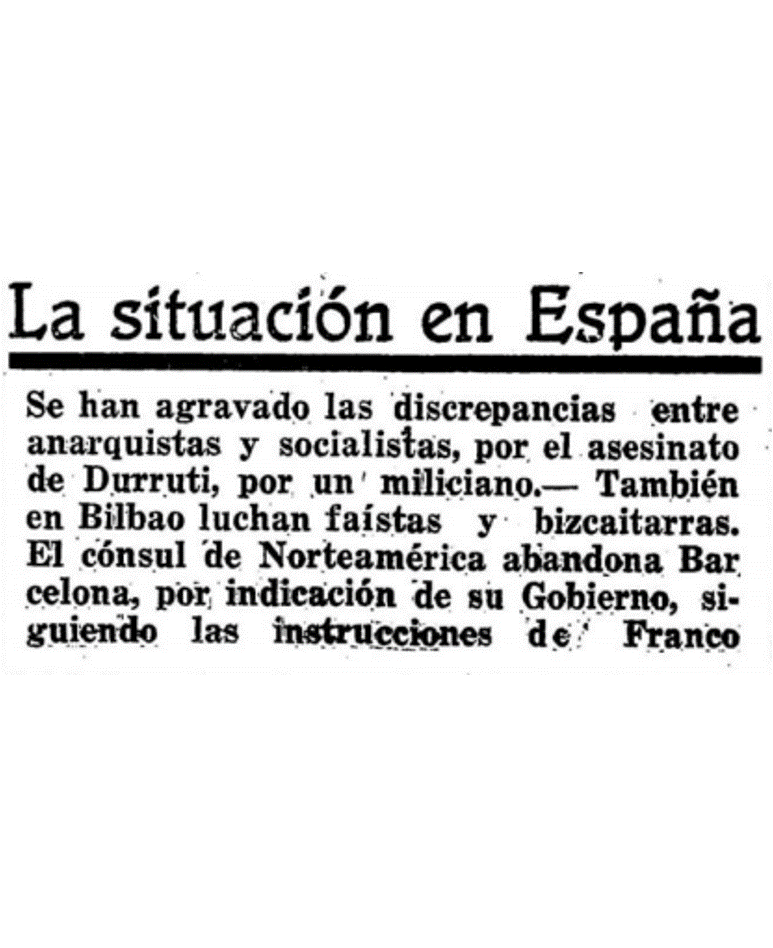 La situación en España
Se han agravado las discrepancias entre
anarquistas y socialistas, por el asesinato
de Durruti, por un miliciano.— También
en Bilbao luchan faístas y bizcaitarras.
El cónsul de Norteamérica abandona Bar
celona, por indicación de su Gobierno, si-
guiendo las instrucciones de Franco